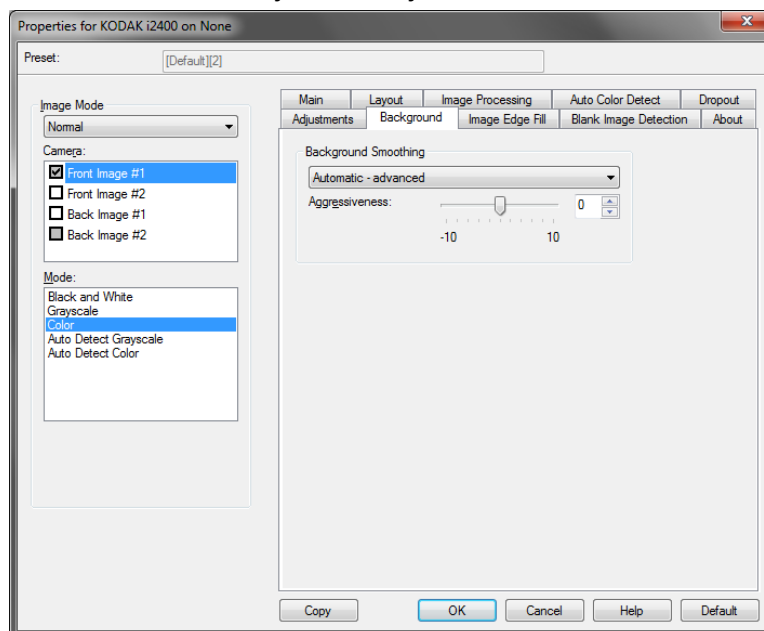 Properties for KODAK i2400 on None
Preset:
[Default][2]
Image Mode
Normal
Camera:
Front Image #1
Front Image #2
Back Image #1
Back Image #2
Mode:
Black and White
Grayscale
Color
Auto Detect Grayscale
Auto Detect Color
Main
Layout
Image Processing
Auto Color Detect
Dropout
Adjustments
Background
Image Edge Fill
Blank Image Detection
About
Background Smoothing
Automatic - advanced
Aggressiveness:
0
-10
10
Copy
OK
Cancel
Help
Default